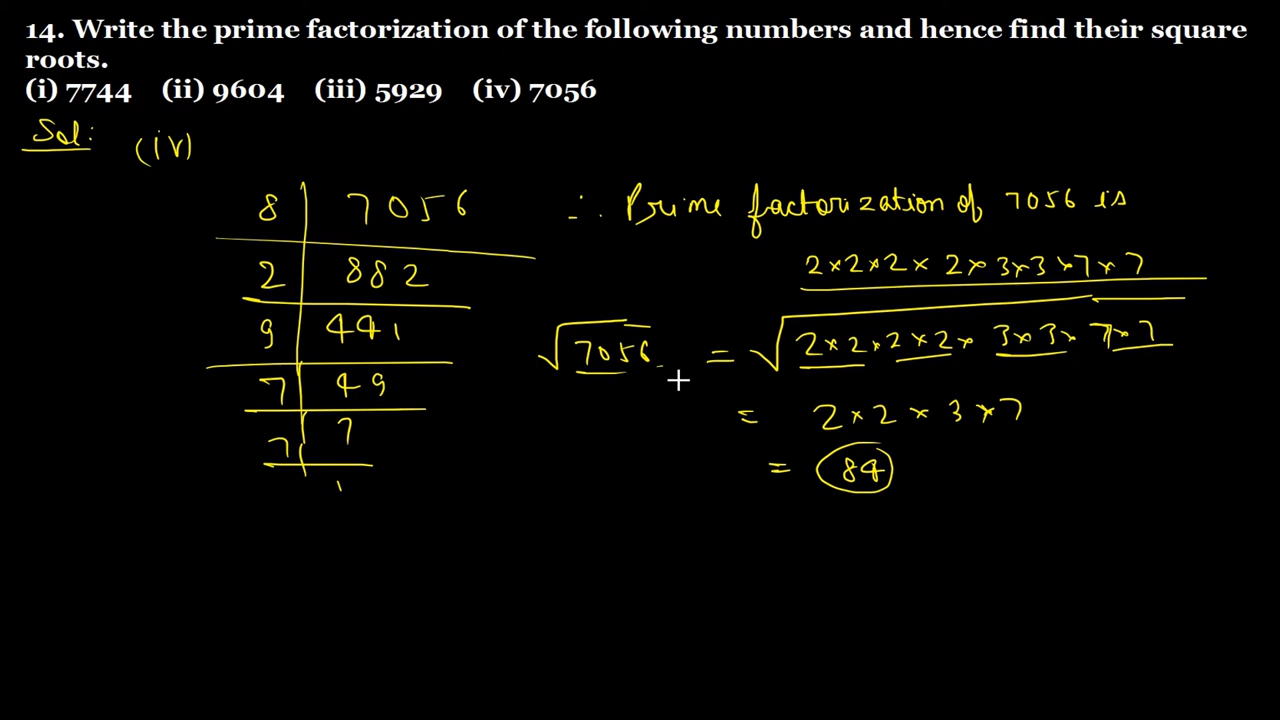 14. Write the prime factorization of the following numbers and hence find their square
roots.
(i) 7744 (ii) 9604 (iii) 5929 (iv) 7056
Sol: (iv)
8 | 7056
2 | 882
9 | 441
7 | 49
7 | 7
1
∴ Prime factorization of 7056 is
2×2×2×2×3×3×7×7
√7056 = √2×2×2×2×3×3×7×7
= 2×2×3×7
= 84